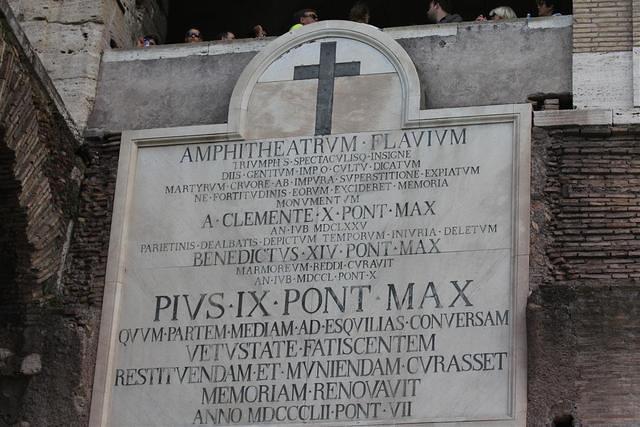 AMPHITHEATRVM · FLAVIVM
TRIVMPHIS · SPECTACVLISQ · INSIGNE
DIIS · GENTIVM · IMPIO · CVLTV · DICATVM
MARTYRVM · CRVORE · AB · IMPVRA · SVPERSTITIONE · EXPIATVM
NE · FORTITVDINIS · EORVM · EXCIDERET · MEMORIA
MONVMENTVM
A · CLEMENTE · X · PONT · MAX
AN · IVB · MDCLXXV
PARIETINIS · DEALBATIS · DEPICTVM · TEMPORVM · INIVRIA · DELETVM
BENEDICTVS · XIV · PONT · MAX
MARMOREVM · REDDI · CVRAVIT
AN · IVB · MDCCL · PONT · X
PIVS · IX · PONT · MAX
QVVM · PARTEM · MEDIAM · AD · ESQVILIAS · CONVERSAM
VETVSTATE · FATISCENTEM
RESTITVENDAM · ET · MVNIENDAM · CVRASSET
MEMORIAM · RENOVAVIT
ANNO · MDCCCLII · PONT · VII